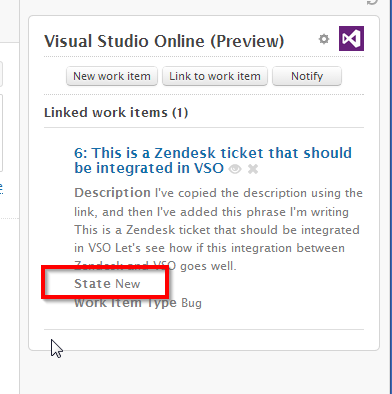 Visual Studio Online (Preview)
New work item
Link to work item
Notify
Linked work items (1)
6: This is a Zendesk ticket that should
be integrated in VSO
Description I've copied the description using the
link, and then I've added this phrase I'm writing
This is a Zendesk ticket that should be integrated
in VSO Let's see how if this integration between
Zendesk and VSO goes well.
State New
Work Item Type Bug